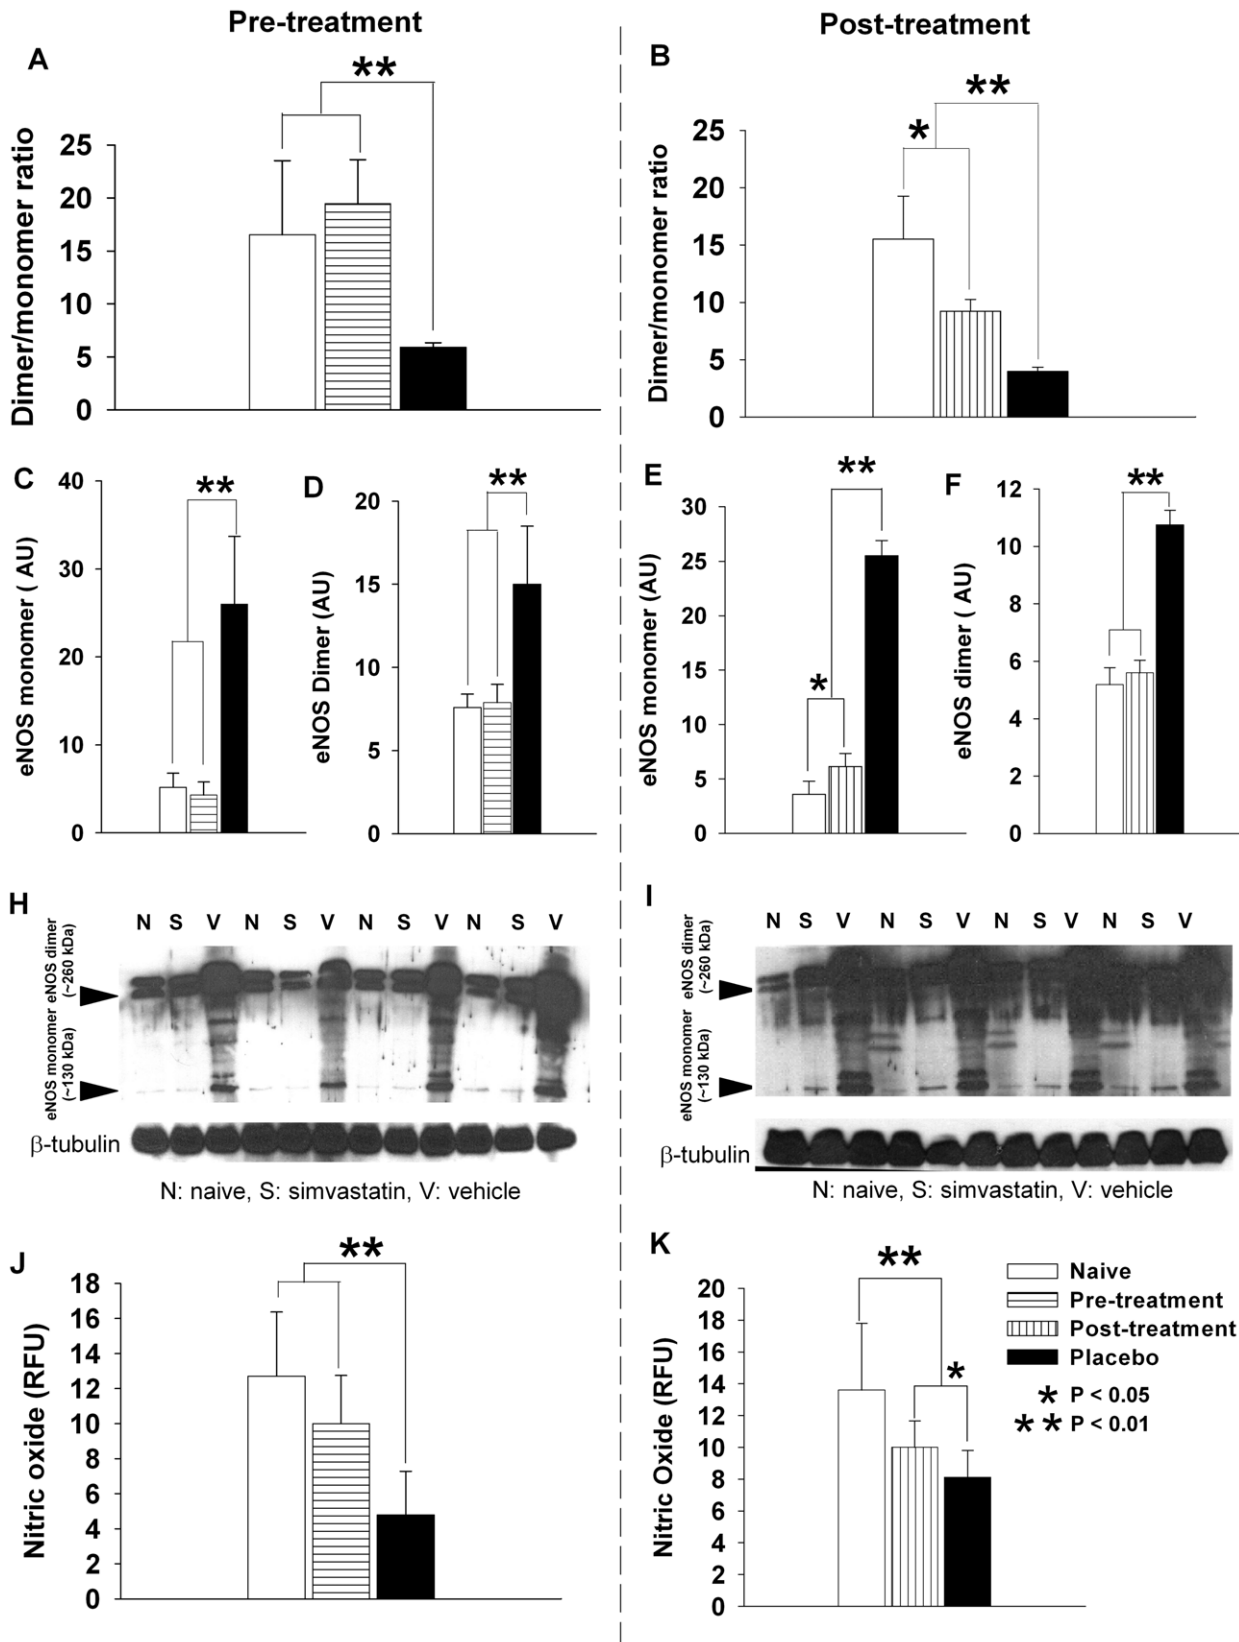 Pre-treatment
Post-treatment
A
**
Dimer/monomer ratio
25
20
15
10
5
0
B
**
*
Dimer/monomer ratio
25
20
15
10
5
0
C
**
eNOS monomer ( AU)
40
30
20
10
0
D
**
eNOS Dimer (AU)
20
15
10
5
0
E
**
*
eNOS monomer (AU)
30
25
20
15
10
5
0
F
**
eNOS dimer ( AU)
12
10
8
6
4
2
0
H
N S V N S V N S V N S V
eNOS dimer
(~260 kDa)
eNOS monomer
(~130 kDa)
β-tubulin
N: naive, S: simvastatin, V: vehicle
I
N S V N S V N S V N S V
eNOS dimer
(~260 kDa)
eNOS monomer
(~130 kDa)
β-tubulin
N: naive, S: simvastatin, V: vehicle
J
**
Nitric oxide (RFU)
18
16
14
12
10
8
6
4
2
0
K
**
*
Nitric Oxide (RFU)
20
18
16
14
12
10
8
6
4
2
0
Naive
Pre-treatment
Post-treatment
Placebo
* P < 0.05
** P < 0.01